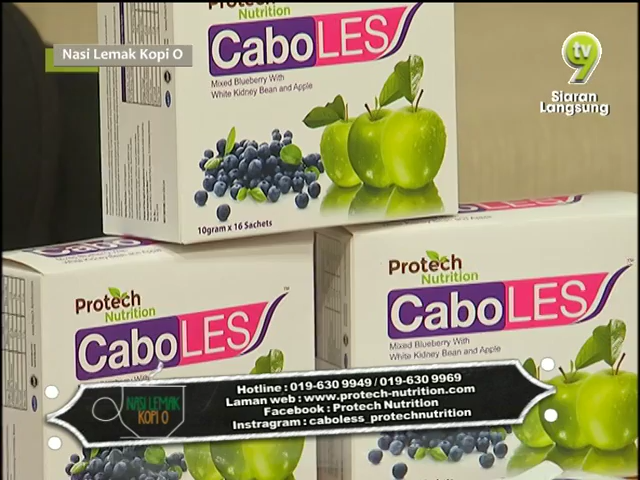 Nasi Lemak Kopi O
tv9
Siaran
Langsung
Protech
Nutrition
CaboLES
Mixed Blueberry With
White Kidney Bean and Apple
10gram x 16 Sachets
Protech
Nutrition
CaboLES
TM
Protech
Nutrition
CaboLES
TM
Mixed Blueberry With
White Kidney Bean and Apple
NASI LEMAK
KOPI O
Hotline : 019-630 9949 / 019-630 9969
Laman web : www.protech-nutrition.com
Facebook : Protech Nutrition
Instragram : caboless_protechnutrition